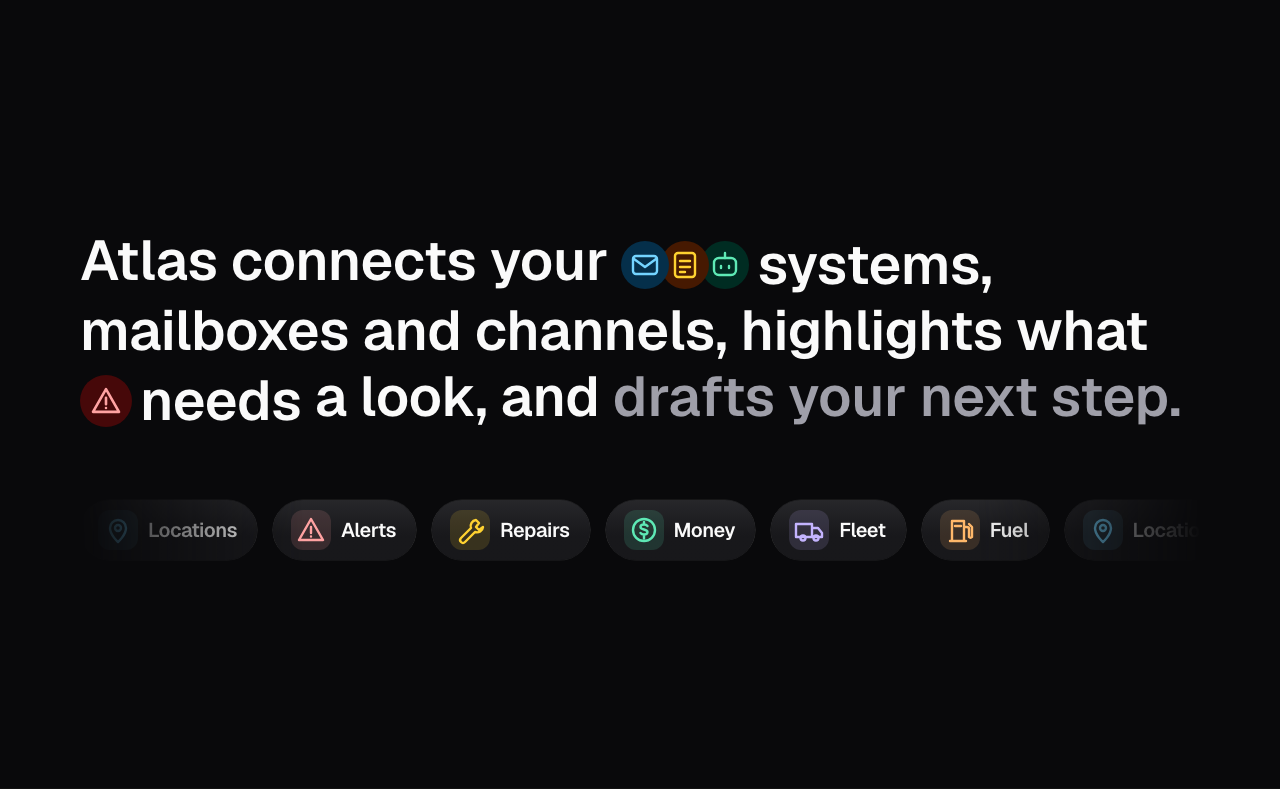 Atlas connects your systems,
mailboxes and channels, highlights what
needs a look, and drafts your next step.
Locations Alerts Repairs Money Fleet Fuel